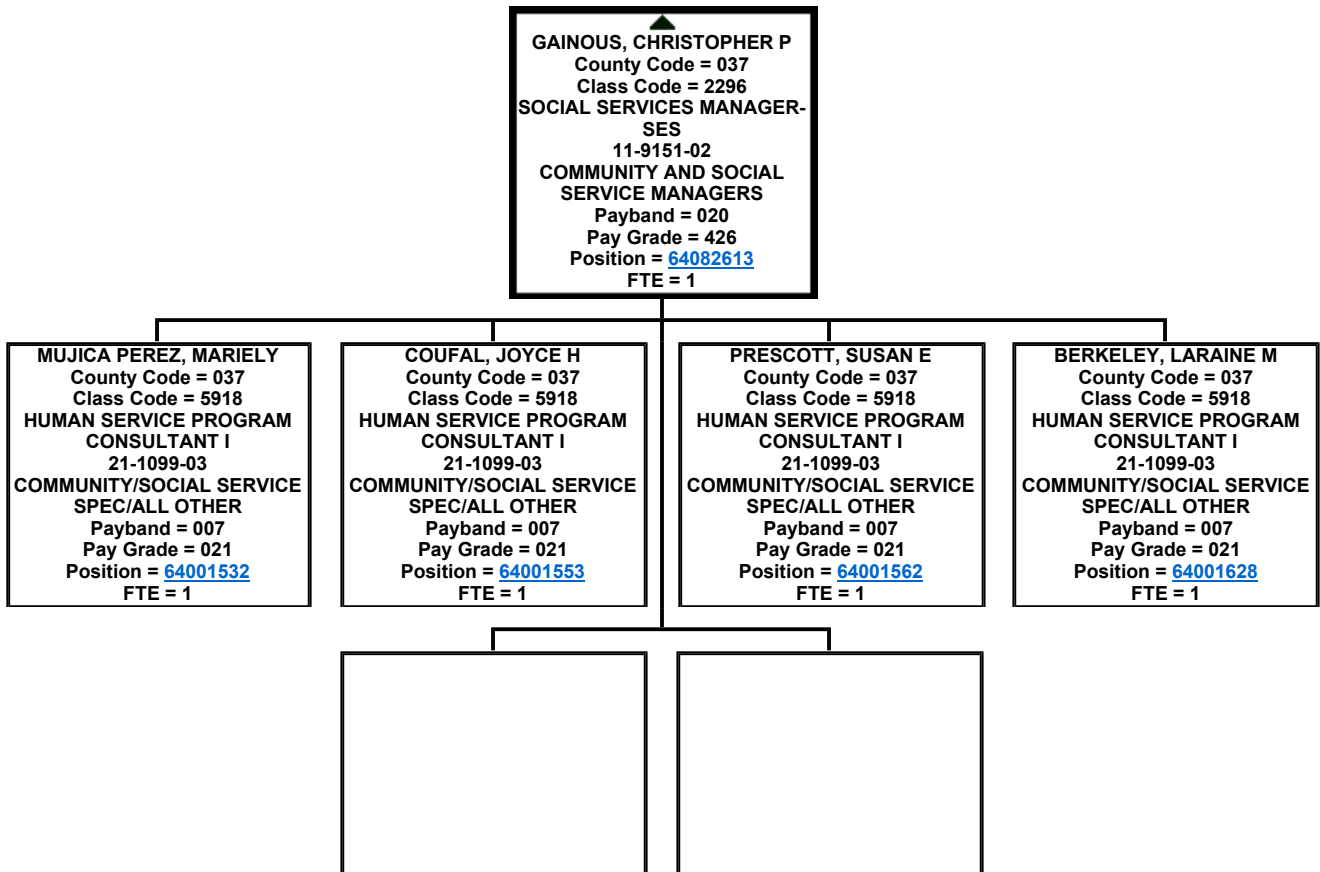 GAINOUS, CHRISTOPHER P
County Code = 037
Class Code = 2296
SOCIAL SERVICES MANAGER-
SES
11-9151-02
COMMUNITY AND SOCIAL
SERVICE MANAGERS
Payband = 020
Pay Grade = 426
Position = 64082613
FTE = 1
MUJICA PEREZ, MARIELY
County Code = 037
Class Code = 5918
HUMAN SERVICE PROGRAM
CONSULTANT I
21-1099-03
COMMUNITY/SOCIAL SERVICE
SPEC/ALL OTHER
Payband = 007
Pay Grade = 021
Position = 64001532
FTE = 1
COUFAL, JOYCE H
County Code = 037
Class Code = 5918
HUMAN SERVICE PROGRAM
CONSULTANT I
21-1099-03
COMMUNITY/SOCIAL SERVICE
SPEC/ALL OTHER
Payband = 007
Pay Grade = 021
Position = 64001553
FTE = 1
PRESCOTT, SUSAN E
County Code = 037
Class Code = 5918
HUMAN SERVICE PROGRAM
CONSULTANT I
21-1099-03
COMMUNITY/SOCIAL SERVICE
SPEC/ALL OTHER
Payband = 007
Pay Grade = 021
Position = 64001562
FTE = 1
BERKELEY, LARAINE M
County Code = 037
Class Code = 5918
HUMAN SERVICE PROGRAM
CONSULTANT I
21-1099-03
COMMUNITY/SOCIAL SERVICE
SPEC/ALL OTHER
Payband = 007
Pay Grade = 021
Position = 64001628
FTE = 1